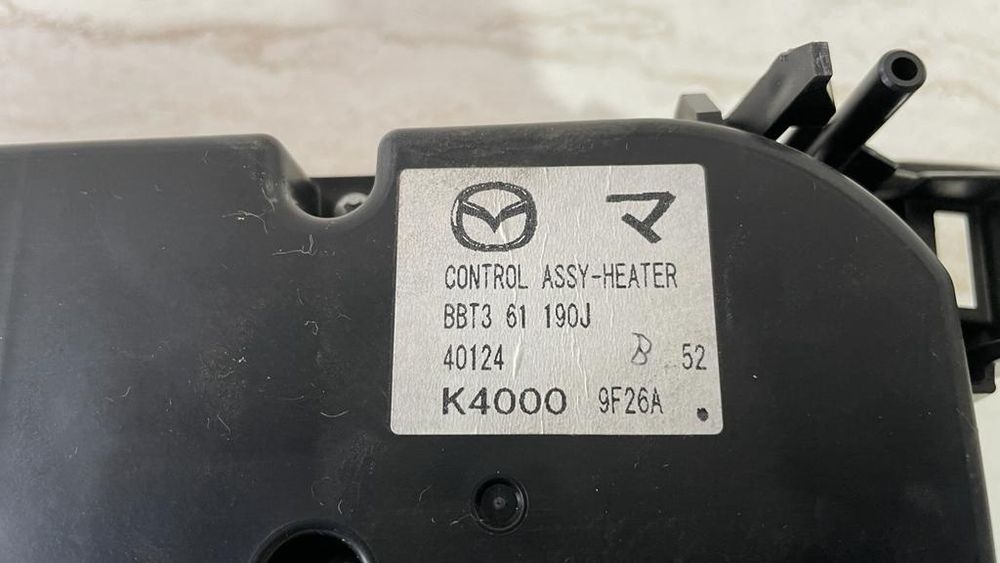 マ
CONTROL ASSY-HEATER
BBT3 61 190J
40124 B 52
K4000 9F26A